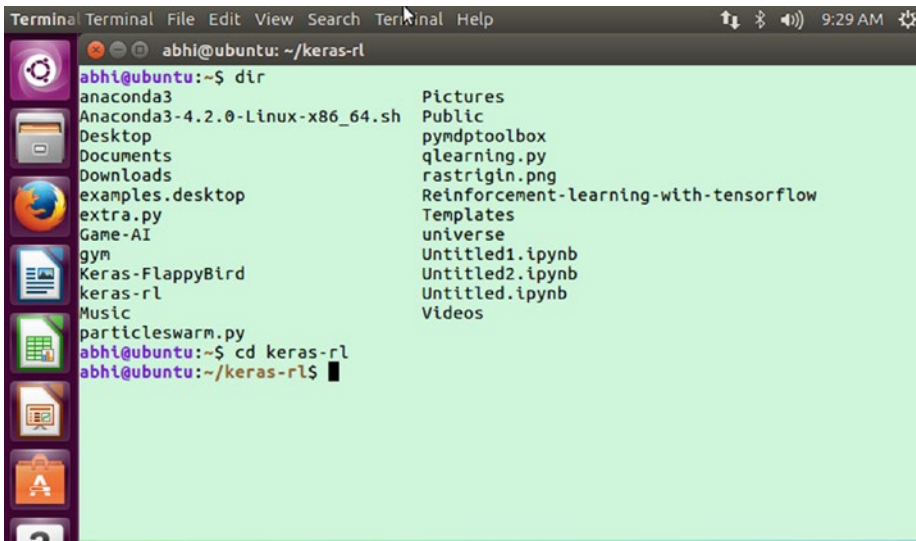 Terminal Terminal File Edit View Search Terminal Help 9:29 AM
abhi@ubuntu: ~/keras-rl
abhi@ubuntu:~$ dir
anaconda3 Pictures
Anaconda3-4.2.0-Linux-x86_64.sh Public
Desktop pymdptoolbox
Documents qlearning.py
Downloads rastrigin.png
examples.desktop Reinforcement-learning-with-tensorflow
extra.py Templates
Game-AI universe
gym Untitled1.ipynb
Keras-FlappyBird Untitled2.ipynb
keras-rl Untitled.ipynb
Music Videos
particleswarm.py
abhi@ubuntu:~$ cd keras-rl
abhi@ubuntu:~/keras-rl$